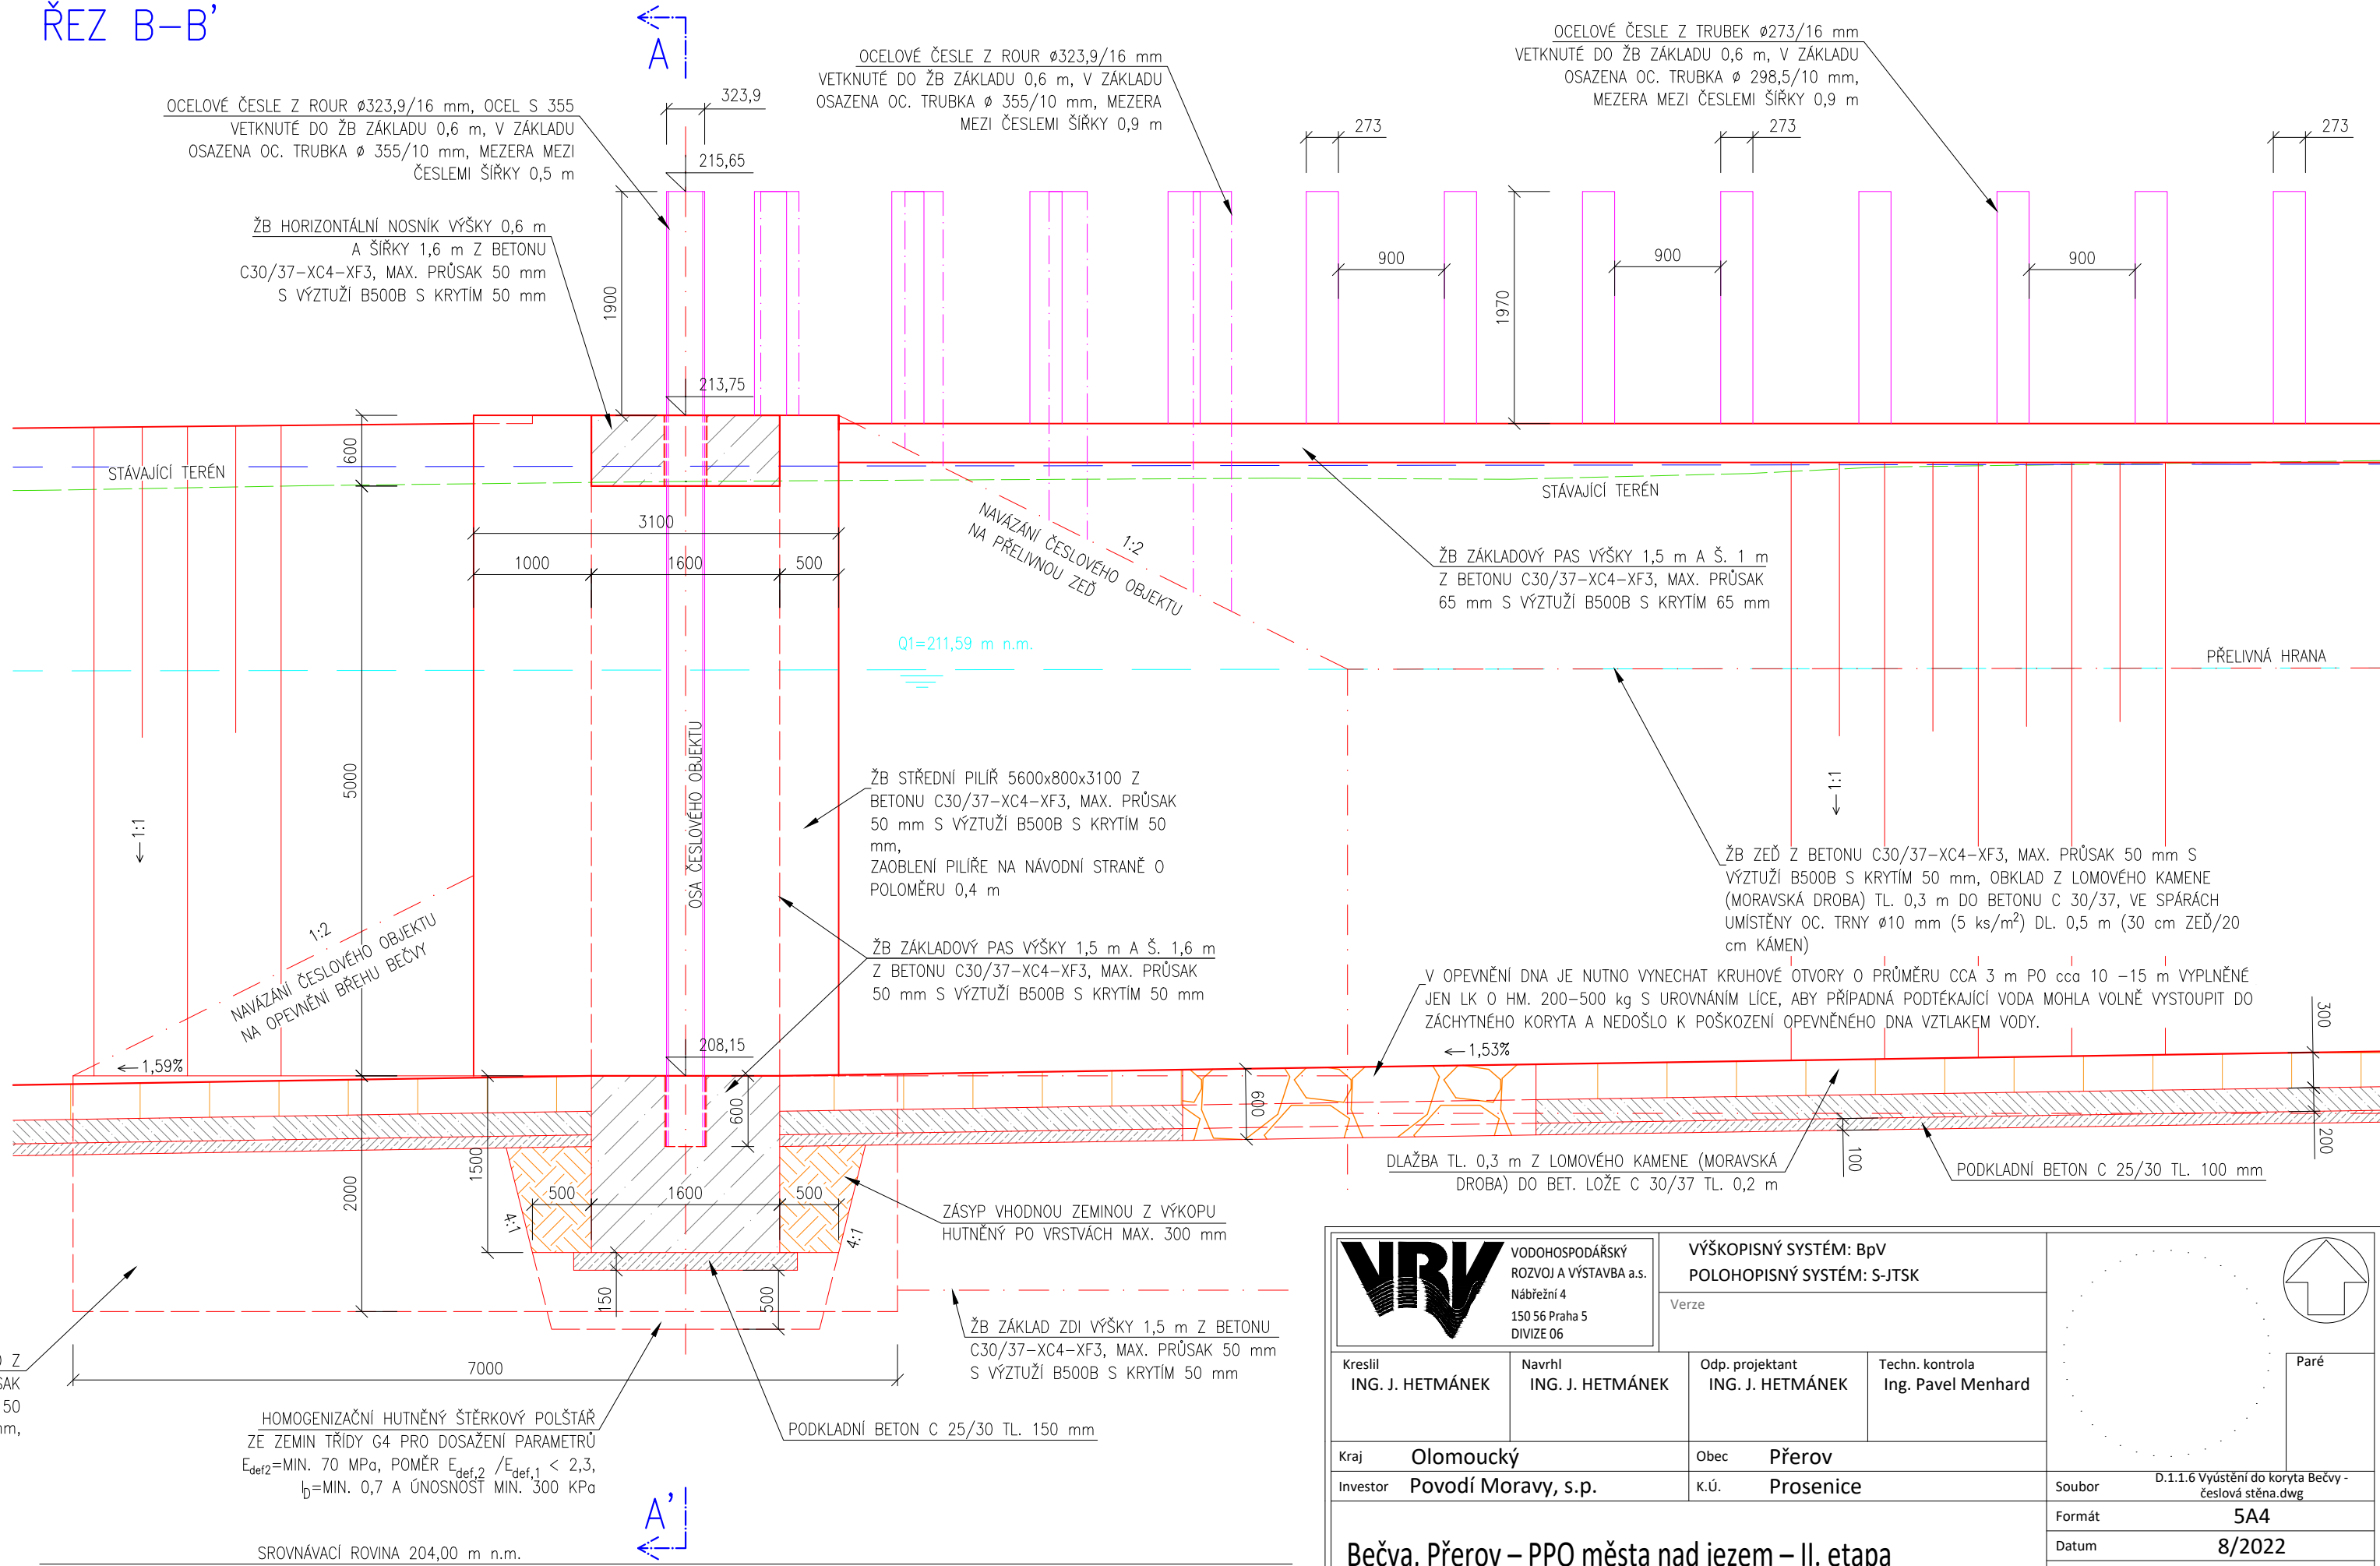 ŘEZ B–B'
A
OCELOVÉ ČESLE Z ROUR ø323,9/16 mm, OCEL S 355
VETKNUTÉ DO ŽB ZÁKLADU 0,6 m, V ZÁKLADU
OSAZENA OC. TRUBKA ø 355/10 mm, MEZERA MEZI
ČESLEMI ŠÍŘKY 0,5 m
323,9
215,65
OCELOVÉ ČESLE Z ROUR ø323,9/16 mm
VETKNUTÉ DO ŽB ZÁKLADU 0,6 m, V ZÁKLADU
OSAZENA OC. TRUBKA ø 355/10 mm, MEZERA
MEZI ČESLEMI ŠÍŘKY 0,9 m
OCELOVÉ ČESLE Z TRUBEK ø273/16 mm
VETKNUTÉ DO ŽB ZÁKLADU 0,6 m, V ZÁKLADU
OSAZENA OC. TRUBKA ø 298,5/10 mm,
MEZERA MEZI ČESLEMI ŠÍŘKY 0,9 m
273
273
273
ŽB HORIZONTÁLNÍ NOSNÍK VÝŠKY 0,6 m
A ŠÍŘKY 1,6 m Z BETONU
C30/37–XC4–XF3, MAX. PRŮSAK 50 mm
S VÝZTUŽÍ B500B S KRYTÍM 50 mm
1900
900
900
900
1970
213,75
600
STÁVAJÍCÍ TERÉN
STÁVAJÍCÍ TERÉN
3100
1000
1600
500
NAVÁZÁNÍ ČESLOVÉHO OBJEKTU
NA PŘELIVNOU ZEĎ
1:2
ŽB ZÁKLADOVÝ PAS VÝŠKY 1,5 m A Š. 1 m
Z BETONU C30/37–XC4–XF3, MAX. PRŮSAK
65 mm S VÝZTUŽÍ B500B S KRYTÍM 65 mm
Q1=211,59 m n.m.
PŘELIVNÁ HRANA
5000
OSA ČESLOVÉHO OBJEKTU
1:1
1:1
ŽB STŘEDNÍ PILÍŘ 5600x800x3100 Z
BETONU C30/37–XC4–XF3, MAX. PRŮSAK
50 mm S VÝZTUŽÍ B500B S KRYTÍM 50
mm,
ZAOBLENÍ PILÍŘE NA NÁVODNÍ STRANĚ O
POLOMĚRU 0,4 m
ŽB ZEĎ Z BETONU C30/37–XC4–XF3, MAX. PRŮSAK 50 mm S
VÝZTUŽÍ B500B S KRYTÍM 50 mm, OBKLAD Z LOMOVÉHO KAMENE
(MORAVSKÁ DROBA) TL. 0,3 m DO BETONU C 30/37, VE SPÁRÁCH
UMÍSTĚNY OC. TRNY ø10 mm (5 ks/m²) DL. 0,5 m (30 cm ZEĎ/20
cm KÁMEN)
1:2
NAVÁZÁNÍ ČESLOVÉHO OBJEKTU
NA OPEVNĚNÍ BŘEHU BEČVY
ŽB ZÁKLADOVÝ PAS VÝŠKY 1,5 m A Š. 1,6 m
Z BETONU C30/37–XC4–XF3, MAX. PRŮSAK
50 mm S VÝZTUŽÍ B500B S KRYTÍM 50 mm
V OPEVNĚNÍ DNA JE NUTNO VYNECHAT KRUHOVÉ OTVORY O PRŮMĚRU CCA 3 m PO cca 10 –15 m VYPLNĚNÉ
JEN LK O HM. 200–500 kg S UROVNÁNÍM LÍCE, ABY PŘÍPADNÁ PODTÉKAJÍCÍ VODA MOHLA VOLNĚ VYSTOUPIT DO
ZÁCHYTNÉHO KORYTA A NEDOŠLO K POŠKOZENÍ OPEVNĚNÉHO DNA VZTLAKEM VODY.
300
1,59%
208,15
1,53%
600
600
1500
2000
500
1600
500
4:1
4:1
100
200
DLAŽBA TL. 0,3 m Z LOMOVÉHO KAMENE (MORAVSKÁ
DROBA) DO BET. LOŽE C 30/37 TL. 0,2 m
PODKLADNÍ BETON C 25/30 TL. 100 mm
ZÁSYP VHODNOU ZEMINOU Z VÝKOPU
HUTNĚNÝ PO VRSTVÁCH MAX. 300 mm
150
500
ŽB ZÁKLAD ZDI VÝŠKY 1,5 m Z BETONU
C30/37–XC4–XF3, MAX. PRŮSAK 50 mm
S VÝZTUŽÍ B500B S KRYTÍM 50 mm
7000
Z
50
HOMOGENIZAČNÍ HUTNĚNÝ ŠTĚRKOVÝ POLŠTÁŘ
ZE ZEMIN TŘÍDY G4 PRO DOSAŽENÍ PARAMETRŮ
Edef2=MIN. 70 MPa, POMĚR Edef,2 /Edef,1 < 2,3,
ID=MIN. 0,7 A ÚNOSNOST MIN. 300 KPa
PODKLADNÍ BETON C 25/30 TL. 150 mm
A'
SROVNÁVACÍ ROVINA 204,00 m n.m.
VRV
VODOHOSPODÁŘSKÝ
ROZVOJ A VÝSTAVBA a.s.
Nábřežní 4
150 56 Praha 5
DIVIZE 06
VÝŠKOPISNÝ SYSTÉM: BpV
POLOHOPISNÝ SYSTÉM: S-JTSK
Verze
Kreslil
ING. J. HETMÁNEK
Navrhl
ING. J. HETMÁNEK
Odp. projektant
ING. J. HETMÁNEK
Techn. kontrola
Ing. Pavel Menhard
Paré
Kraj Olomoucký
Obec Přerov
Investor Povodí Moravy, s.p.
K.Ú. Prosenice
Soubor D.1.1.6 Vyústění do koryta Bečvy -
česlová stěna.dwg
Formát 5A4
Datum 8/2022
Bečva, Přerov – PPO města nad jezem – II. etapa